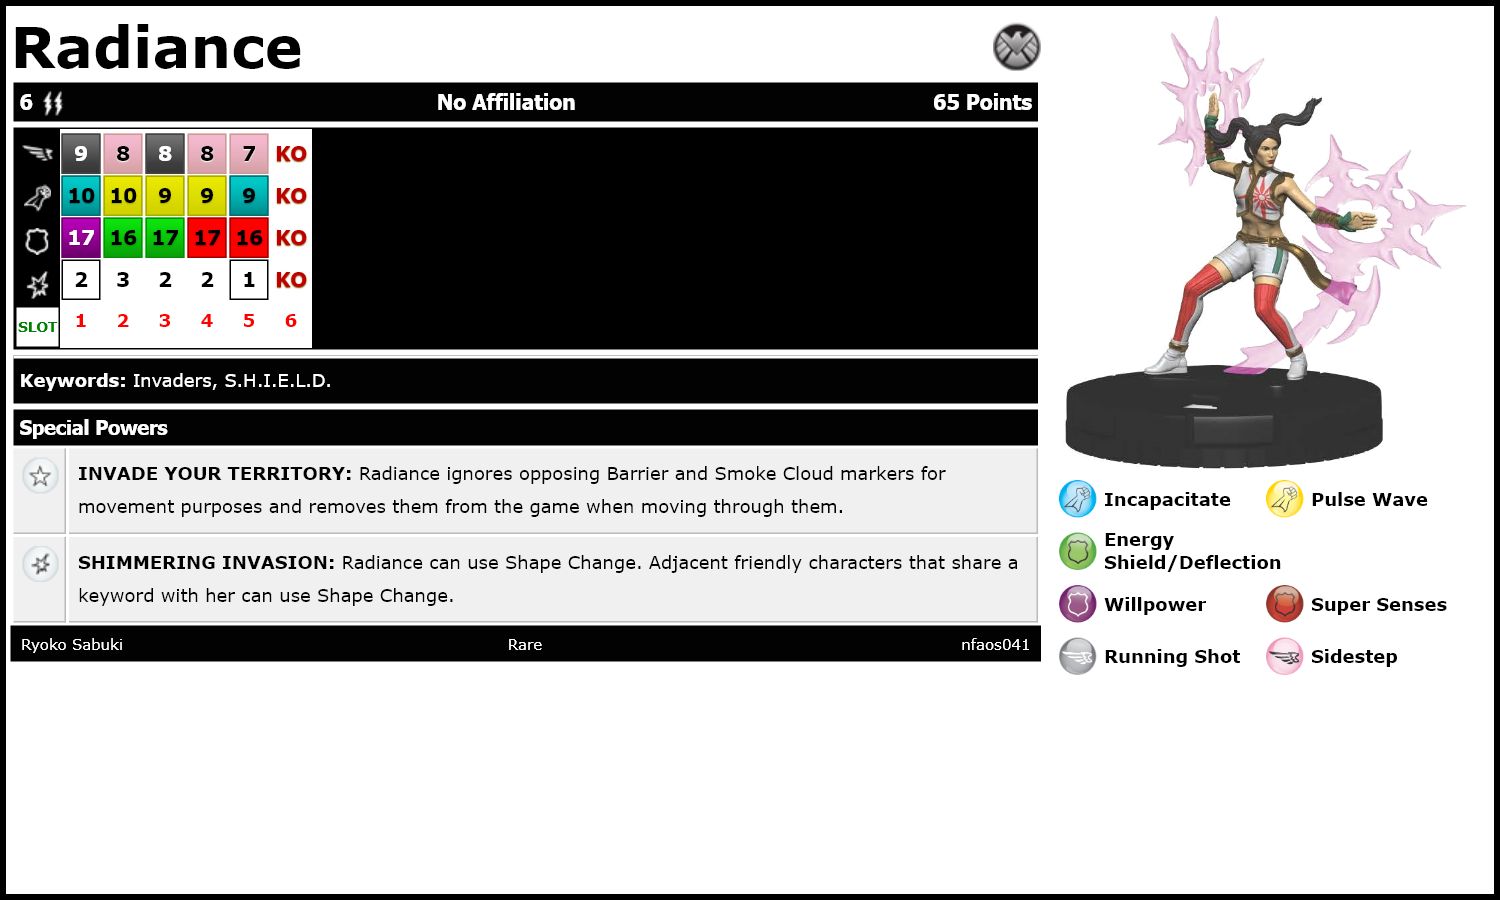 Radiance
6 No Affiliation 65 Points
9 8 8 8 7 KO
10 10 9 9 9 KO
17 16 17 17 16 KO
2 3 2 2 1 KO
SLOT 1 2 3 4 5 6
Keywords: Invaders, S.H.I.E.L.D.
Special Powers
INVADE YOUR TERRITORY: Radiance ignores opposing Barrier and Smoke Cloud markers for
movement purposes and removes them from the game when moving through them.
SHIMMERING INVASION: Radiance can use Shape Change. Adjacent friendly characters that share a
keyword with her can use Shape Change.
Ryoko Sabuki Rare nfaos041
Incapacitate Pulse Wave
Energy
Shield/Deflection
Willpower Super Senses
Running Shot Sidestep